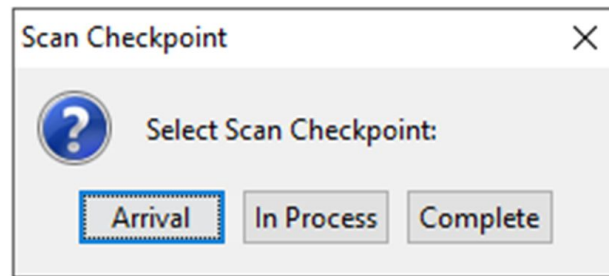 Scan Checkpoint
Select Scan Checkpoint:
Arrival In Process Complete